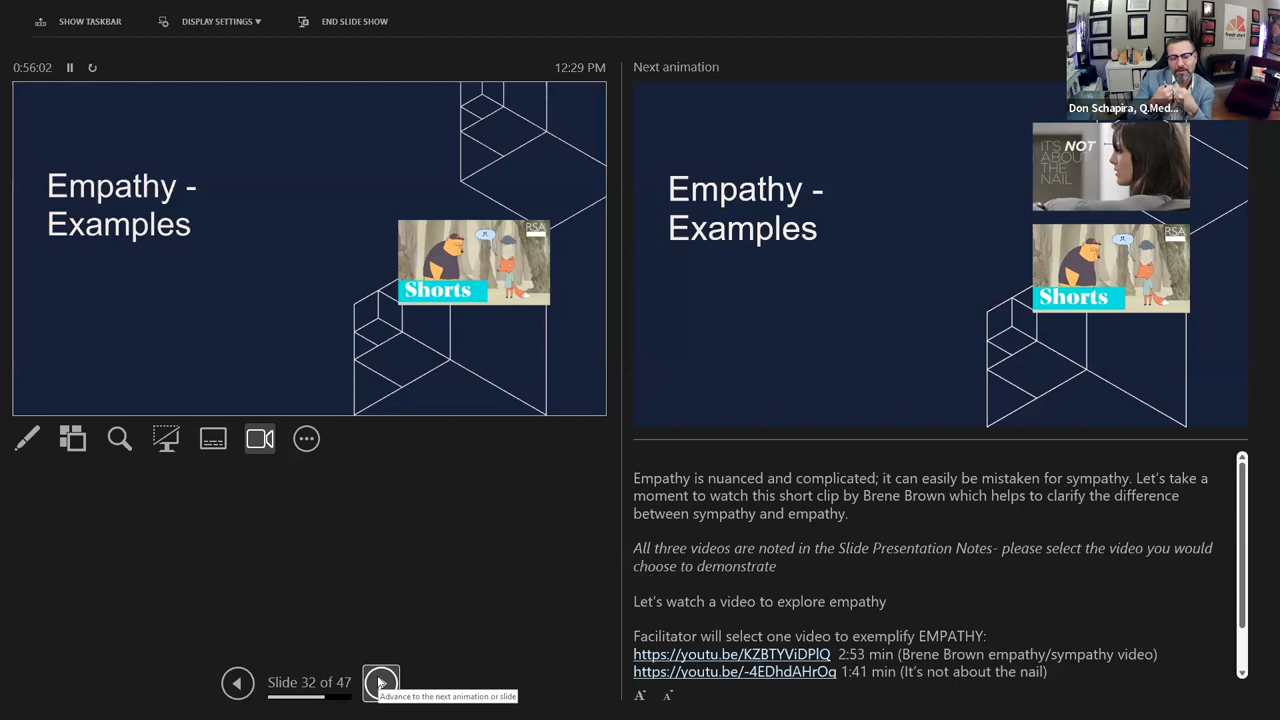 SHOW TASKBAR
DISPLAY SETTINGS ▼
END SLIDE SHOW
0:56:02
12:29 PM
Next animation
fresh start
Don Schapira, Q.Med...
Empathy -
Examples
RSA
Shorts
Empathy -
Examples
IT'S NOT
ABOUT
THE
NAIL
RSA
Shorts
Empathy is nuanced and complicated; it can easily be mistaken for sympathy. Let's take a
moment to watch this short clip by Brene Brown which helps to clarify the difference
between sympathy and empathy.
All three videos are noted in the Slide Presentation Notes- please select the video you would
choose to demonstrate
Let's watch a video to explore empathy
Facilitator will select one video to exemplify EMPATHY:
https://youtu.be/KZBTYViDPlQ 2:53 min (Brene Brown empathy/sympathy video)
https://youtu.be/-4EDhdAHrOq 1:41 min (It's not about the nail)
Slide 32 of 47
Advance to the next animation or slide
A A